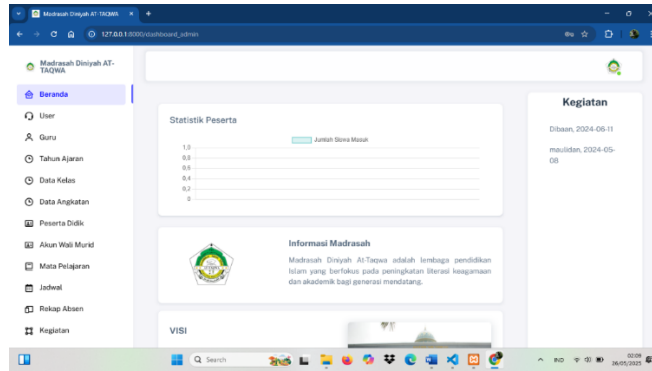 Madrasah Diniyah AT-TAQWA
127.0.0.1:8000/dashboard_admin
Madrasah Diniyah AT-
TAQWA
Beranda
User
Guru
Tahun Ajaran
Data Kelas
Data Angkatan
Peserta Didik
Akun Wali Murid
Mata Pelajaran
Jadwal
Rekap Absen
Kegiatan
Statistik Peserta
Jumlah Siswa Masuk
1,0
0,8
0,6
0,4
0,2
0
Informasi Madrasah
Madrasah Diniyah At-Taqwa adalah lembaga pendidikan
Islam yang berfokus pada peningkatan literasi keagamaan
dan akademik bagi generasi mendatang.
VISI
Kegiatan
Dibaan, 2024-06-11
maulidan, 2024-05-
08
Search
IND
02:09
26/05/2025